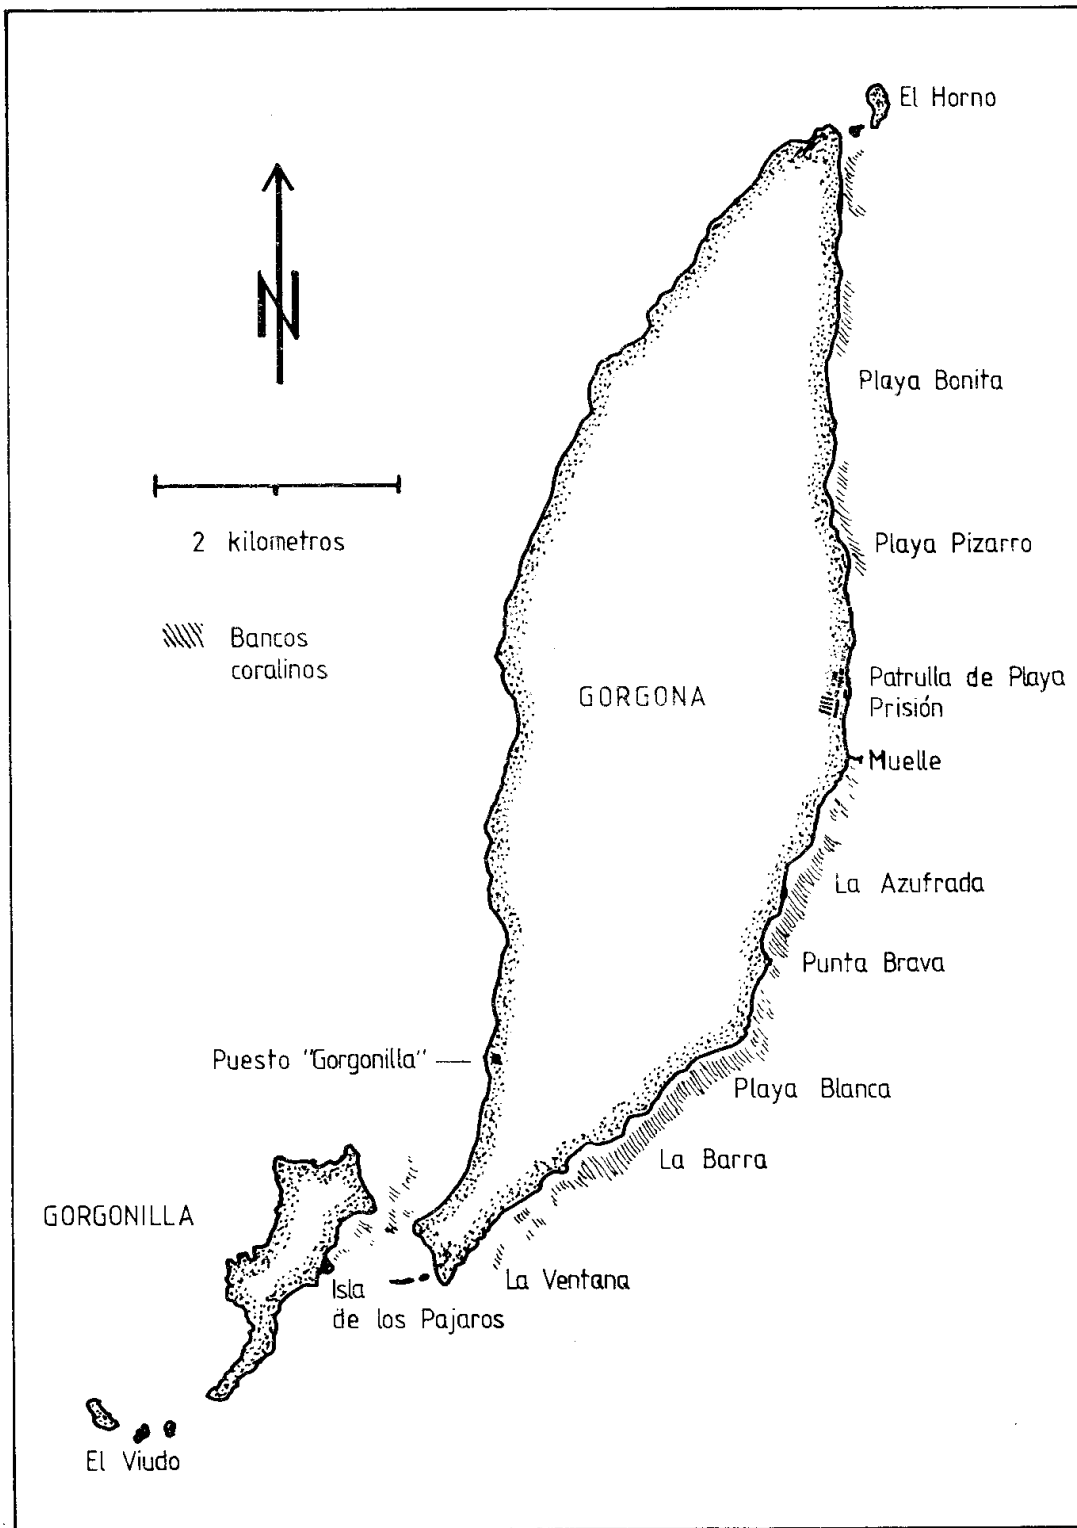 El Horno
N
Playa Bonita
2 kilometros
Playa Pizarro
Bancos
coralinos
GORGONA
Patrulla de Playa
Prisión
Muelle
La Azufrada
Punta Brava
Puesto "Gorgonilla"
Playa Blanca
La Barra
GORGONILLA
La Ventana
Isla
de los Pajaros
El Viudo